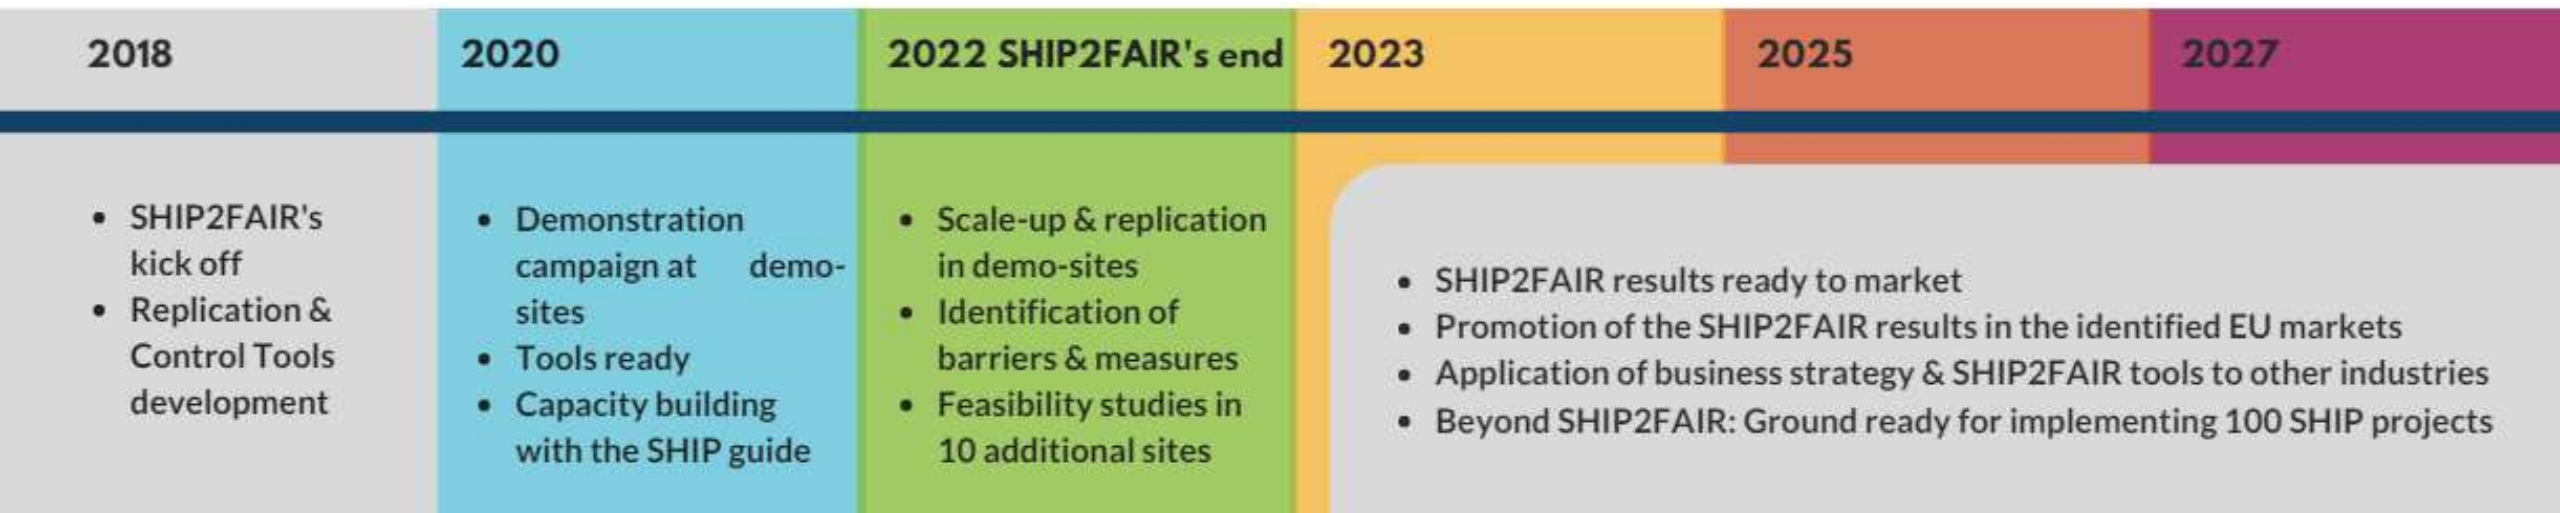 2018
2020
2022 SHIP2FAIR's end
2023
2025
2027
• SHIP2FAIR's
kick off
• Replication &
Control Tools
development
• Demonstration
campaign at demo-
sites
• Tools ready
• Capacity building
with the SHIP guide
• Scale-up & replication
in demo-sites
• Identification of
barriers & measures
• Feasibility studies in
10 additional sites
• SHIP2FAIR results ready to market
• Promotion of the SHIP2FAIR results in the identified EU markets
• Application of business strategy & SHIP2FAIR tools to other industries
• Beyond SHIP2FAIR: Ground ready for implementing 100 SHIP projects